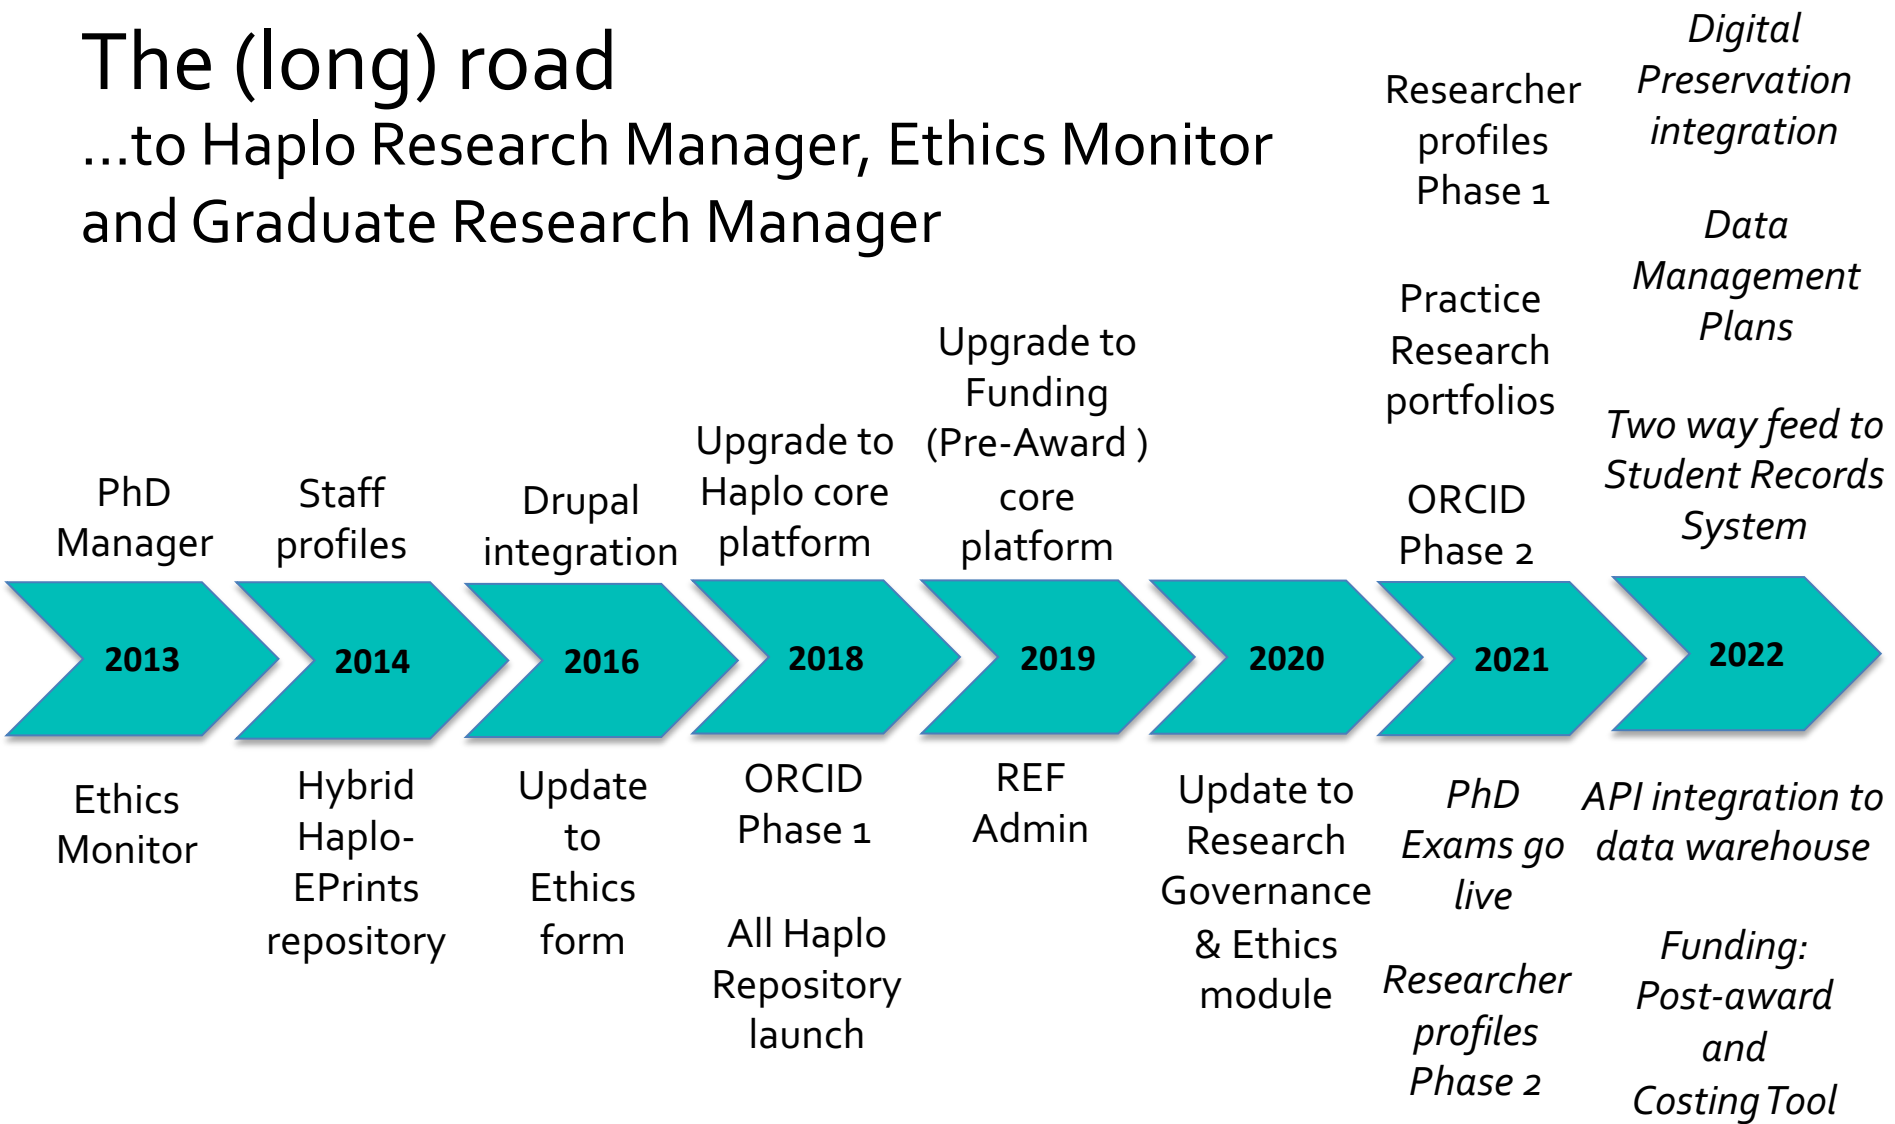 The (long) road
...to Haplo Research Manager, Ethics Monitor
and Graduate Research Manager
PhD
Manager
Staff
profiles
Drupal
integration
Upgrade to
Haplo core
platform
Upgrade to
Funding
(Pre-Award )
core
platform
Researcher
profiles
Phase 1
Practice
Research
portfolios
ORCID
Phase 2
Digital
Preservation
integration
Data
Management
Plans
Two way feed to
Student Records
System
2013
2014
2016
2018
2019
2020
2021
2022
Ethics
Monitor
Hybrid
Haplo-
EPrints
repository
Update
to
Ethics
form
ORCID
Phase 1
All Haplo
Repository
launch
REF
Admin
Update to
Research
Governance
& Ethics
module
PhD
Exams go
live
Researcher
profiles
Phase 2
API integration to
data warehouse
Funding:
Post-award
and
Costing Tool